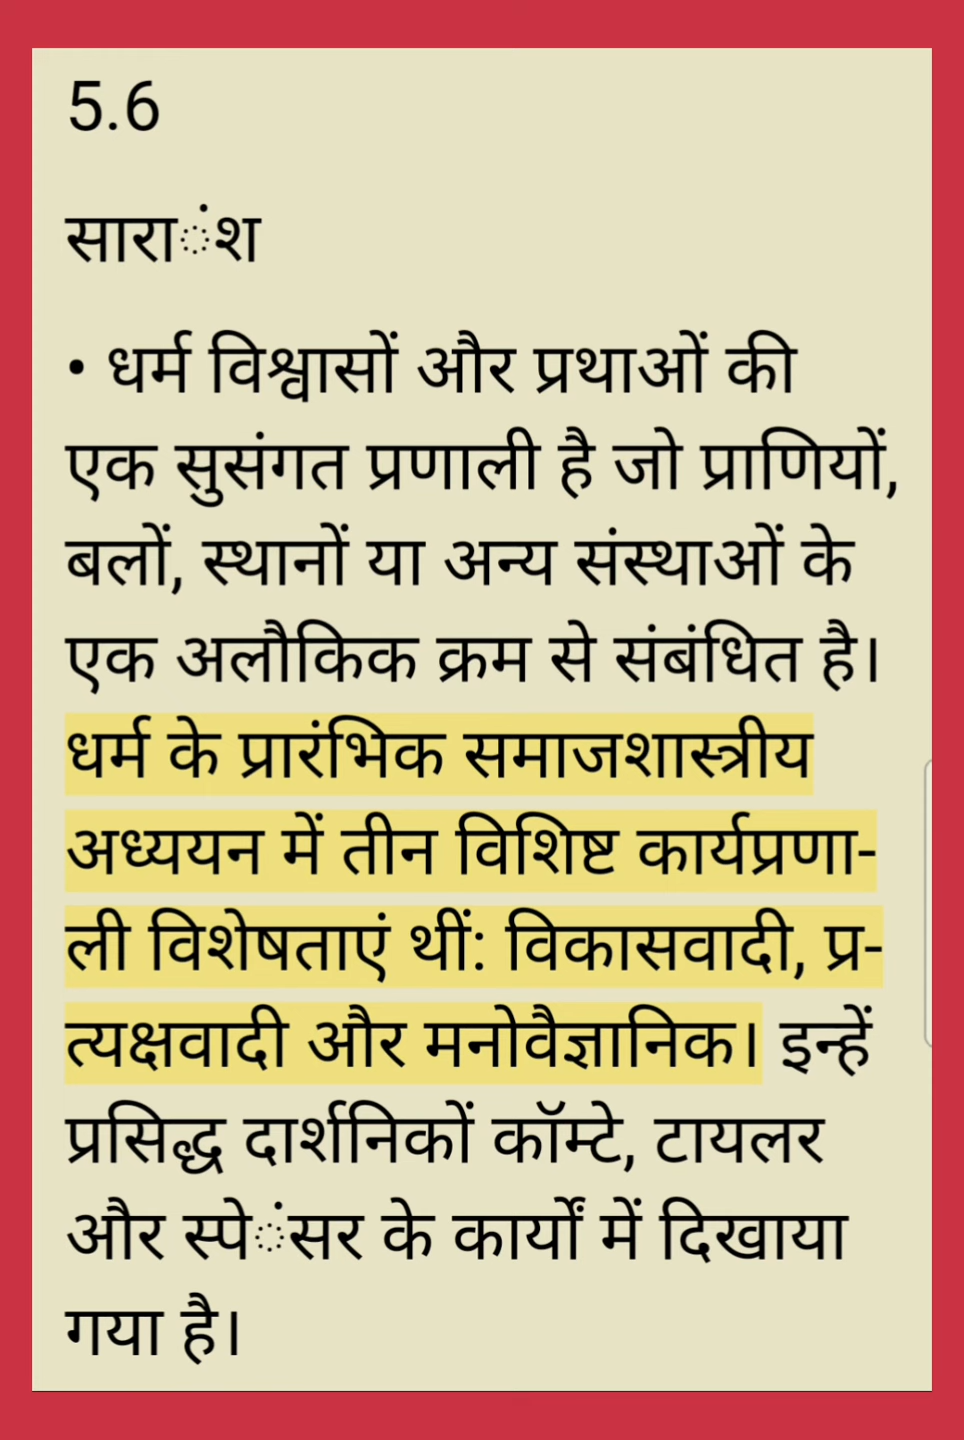 5.6
सारांश
• धर्म विश्वासों और प्रथाओं की
एक सुसंगत प्रणाली है जो प्राणियों,
बलों, स्थानों या अन्य संस्थाओं के
एक अलौकिक क्रम से संबंधित है।
धर्म के प्रारंभिक समाजशास्त्रीय
अध्ययन में तीन विशिष्ट कार्यप्रणा-
ली विशेषताएं थीं: विकासवादी, प्र-
त्यक्षवादी और मनोवैज्ञानिक। इन्हें
प्रसिद्ध दार्शनिकों कॉम्टे, टायलर
और स्पेंसर के कार्यों में दिखाया
गया है।